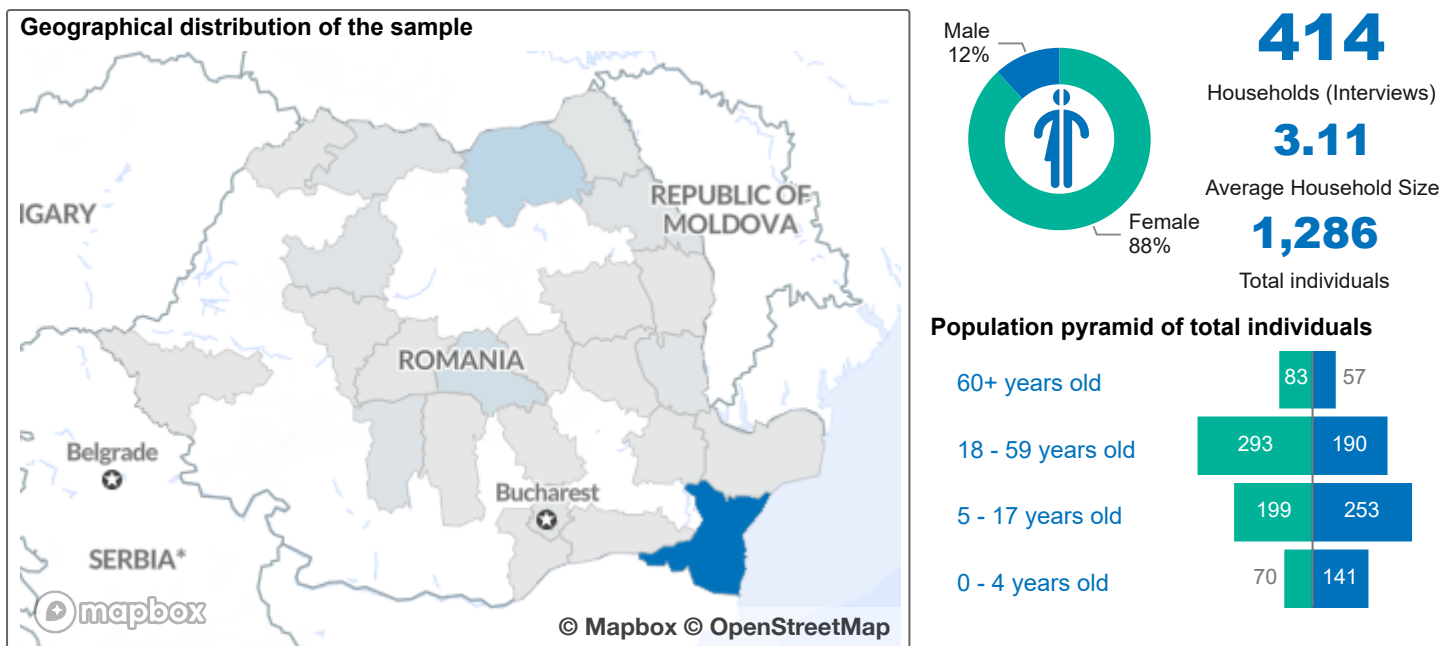 Geographical distribution of the sample
IGARY
REPUBLIC OF
MOLDOVA
ROMANIA
Belgrade
Bucharest
SERBIA*
mapbox
© Mapbox © OpenStreetMap
Male
12%
Female
88%
414
Households (Interviews)
3.11
Average Household Size
1,286
Total individuals
Population pyramid of total individuals
60+ years old
83
57
18 - 59 years old
293
190
5 - 17 years old
199
253
0 - 4 years old
70
141